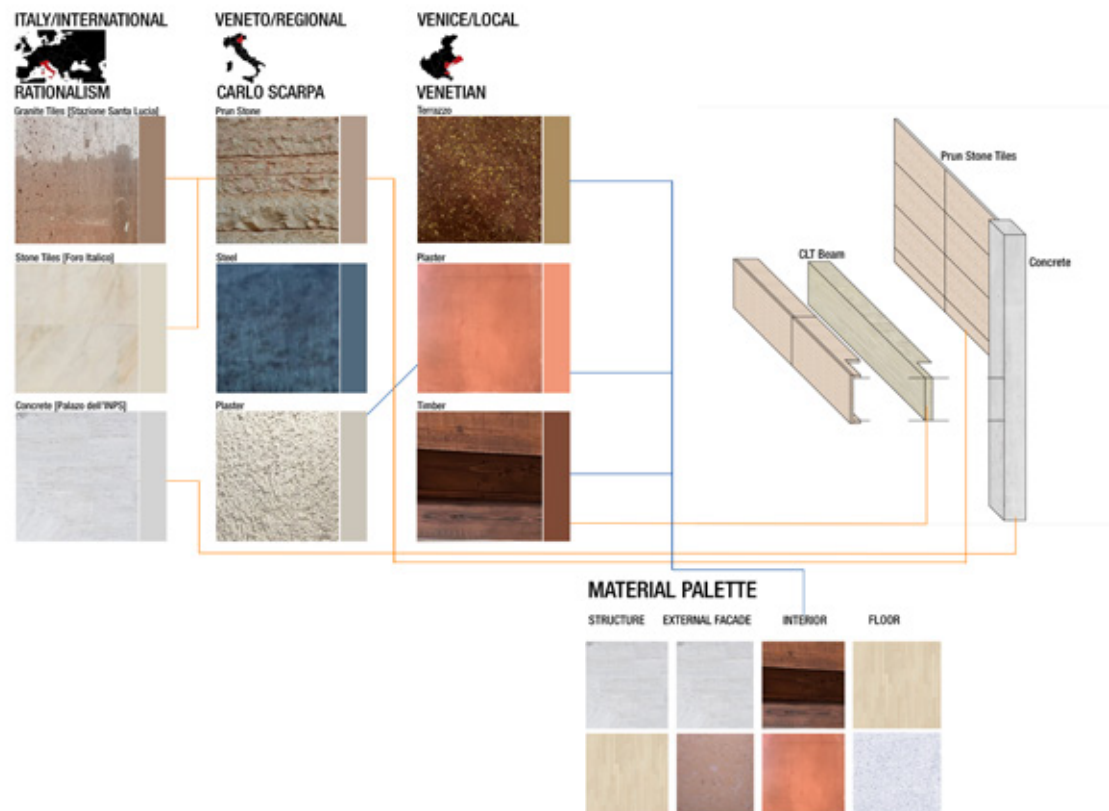 ITALY/INTERNATIONAL
VENETO/REGIONAL
VENICE/LOCAL
RATIONALISM
CARLO SCARPA
VENETIAN
Granite Tiles [Stazione Santa Lucia]
Prun Stone
Terrazzo
Stone Tiles [Foro Italico]
Steel
Plaster
Concrete [Palazo dell'INPS]
Plaster
Timber
Prun Stone Tiles
CLT Beam
Concrete
MATERIAL PALETTE
STRUCTURE
EXTERNAL FACADE
INTERIOR
FLOOR